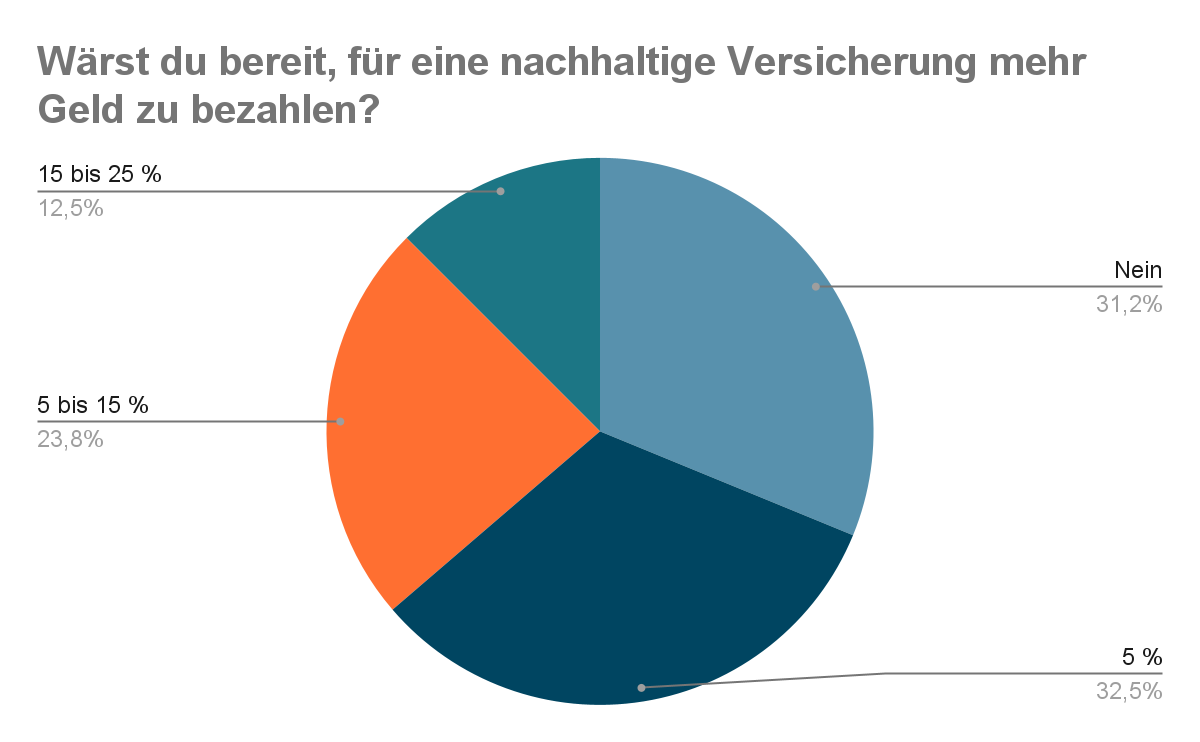 Wärst du bereit, für eine nachhaltige Versicherung mehr
Geld zu bezahlen?
15 bis 25 %
12,5%
Nein
31,2%
5 bis 15 %
23,8%
5 %
32,5%